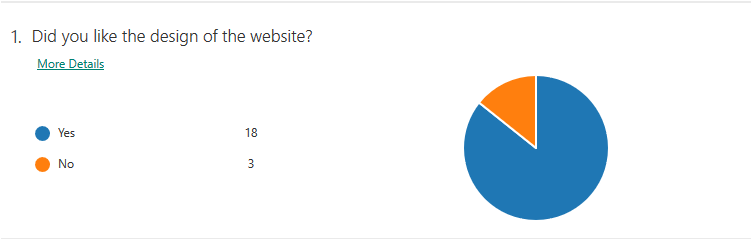 1. Did you like the design of the website?
More Details
Yes 18
No 3